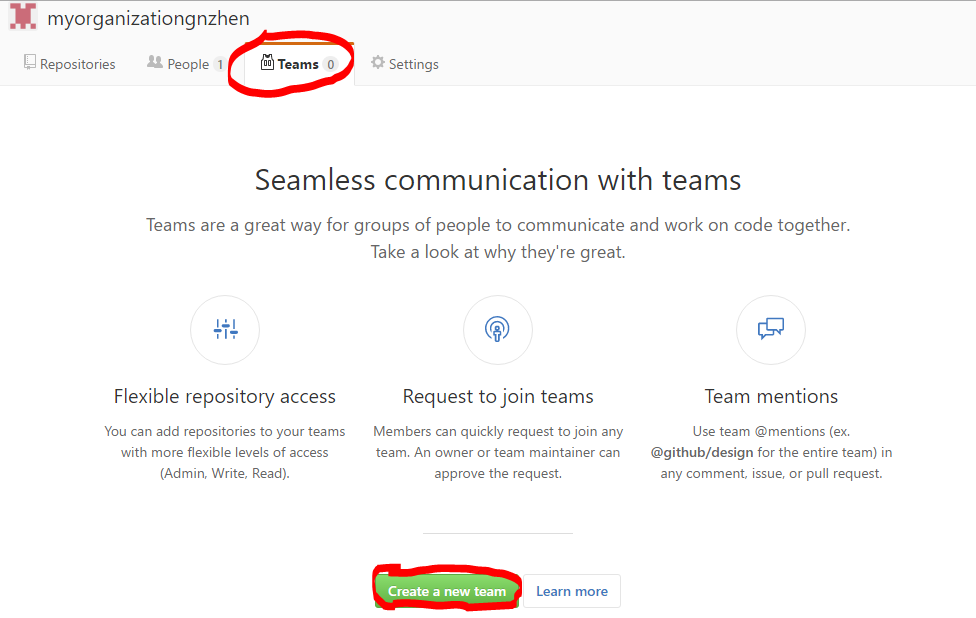 myorganizationgnzhen
Repositories People 1 Teams 0 Settings
Seamless communication with teams
Teams are a great way for groups of people to communicate and work on code together.
Take a look at why they're great.
Flexible repository access
You can add repositories to your teams
with more flexible levels of access
(Admin, Write, Read).
Request to join teams
Members can quickly request to join any
team. An owner or team maintainer can
approve the request.
Team mentions
Use team @mentions (ex.
@github/design for the entire team) in
any comment, issue, or pull request.
Create a new team Learn more